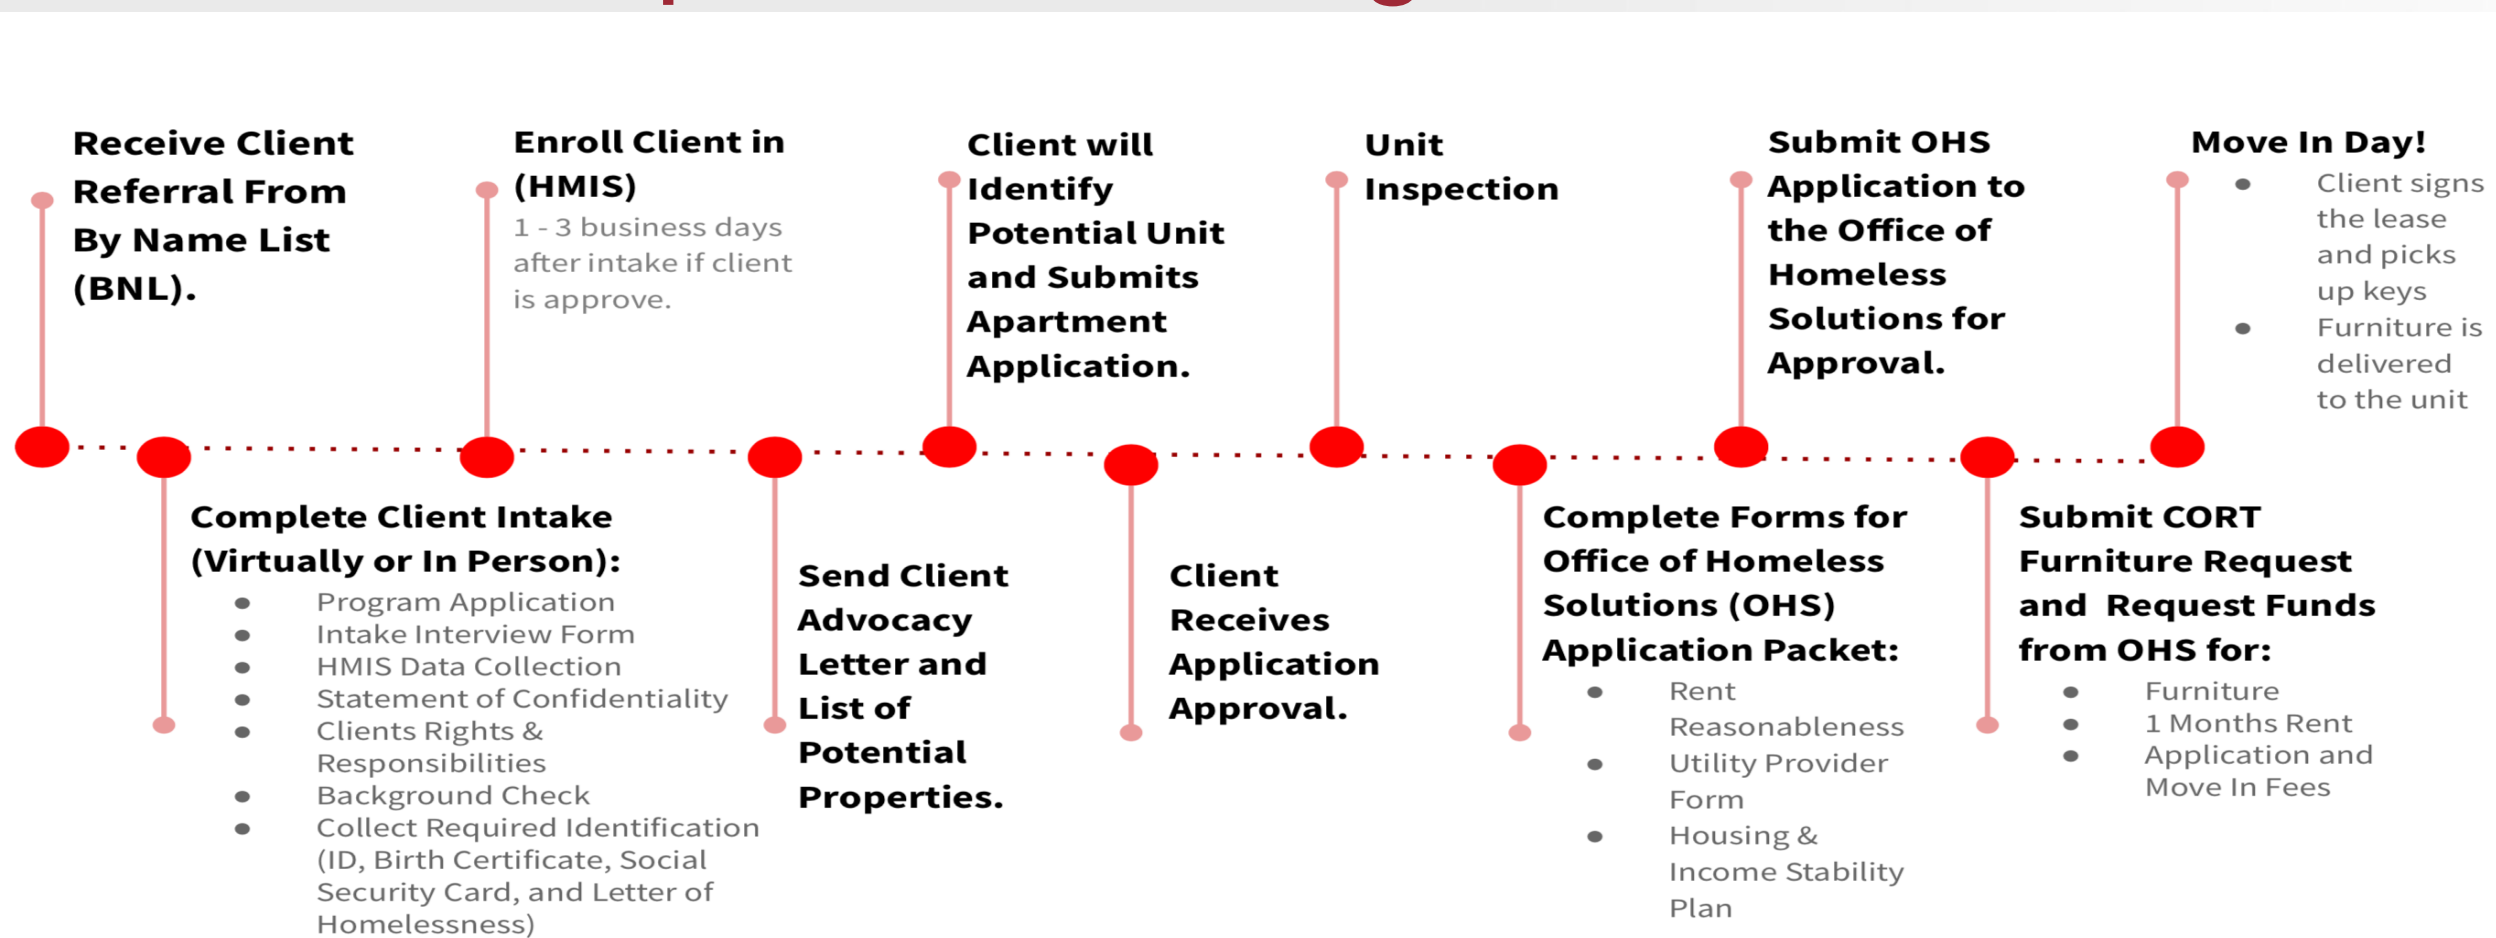 Receive Client
Referral From
By Name List
(BNL).
Complete Client Intake
(Virtually or In Person):
● Program Application
● Intake Interview Form
● HMIS Data Collection
● Statement of Confidentiality
● Clients Rights &
Responsibilities
● Background Check
● Collect Required Identification
(ID, Birth Certificate, Social
Security Card, and Letter of
Homelessness)
Enroll Client in
(HMIS)
1 - 3 business days
after intake if client
is approve.
Send Client
Advocacy
Letter and
List of
Potential
Properties.
Client will
Identify
Potential Unit
and Submits
Apartment
Application.
Client
Receives
Application
Approval.
Unit
Inspection
Complete Forms for
Office of Homeless
Solutions (OHS)
Application Packet:
● Rent
Reasonableness
● Utility Provider
Form
● Housing &
Income Stability
Plan
Submit OHS
Application to
the Office of
Homeless
Solutions for
Approval.
Submit CORT
Furniture Request
and  Request Funds
from OHS for:
● Furniture
● 1 Months Rent
● Application and
Move In Fees
Move In Day!
● Client signs
the lease
and picks
up keys
● Furniture is
delivered
to the unit